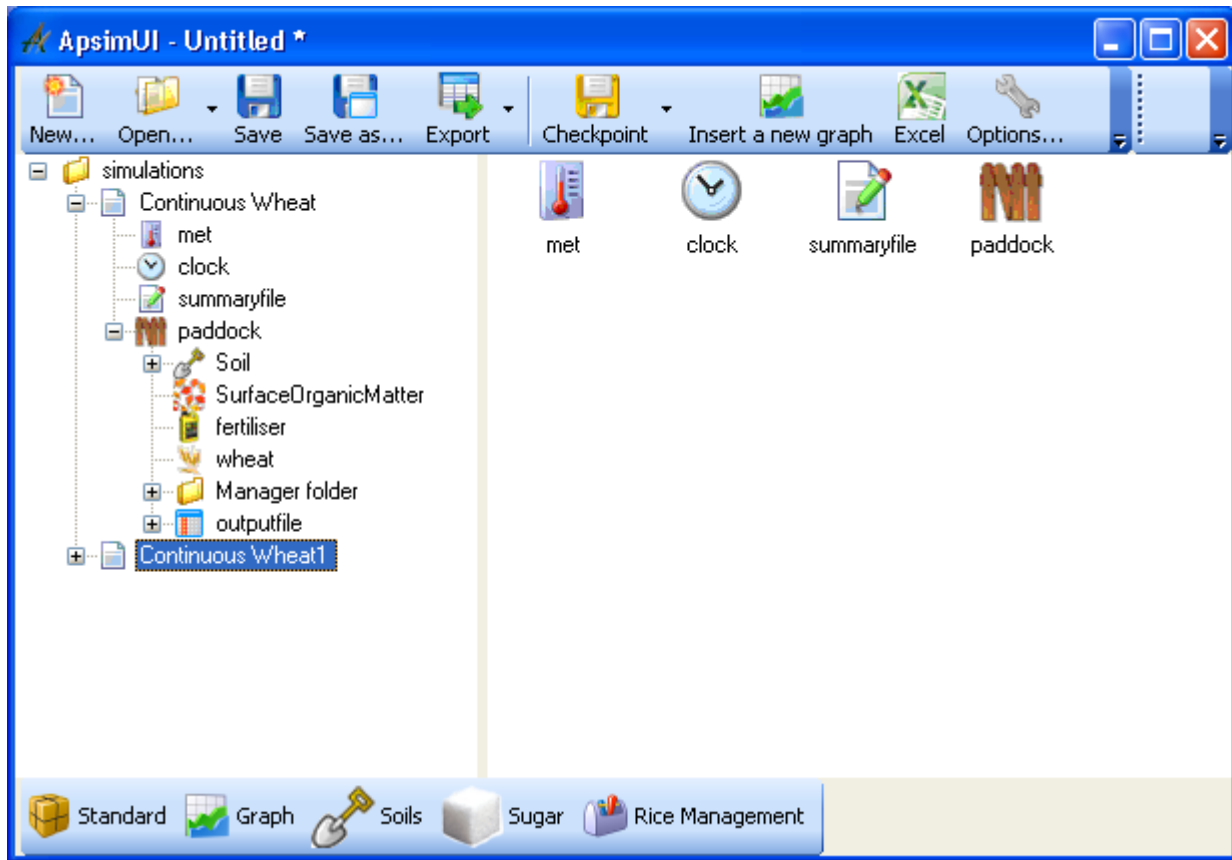 ApsimUI - Untitled *
New... Open... Save Save as... Export Checkpoint Insert a new graph Excel Options...
simulations
Continuous Wheat
met
clock
summaryfile
paddock
Soil
SurfaceOrganicMatter
fertiliser
wheat
Manager folder
outputfile
Continuous Wheat1
met clock summaryfile paddock
Standard Graph Soils Sugar Rice Management